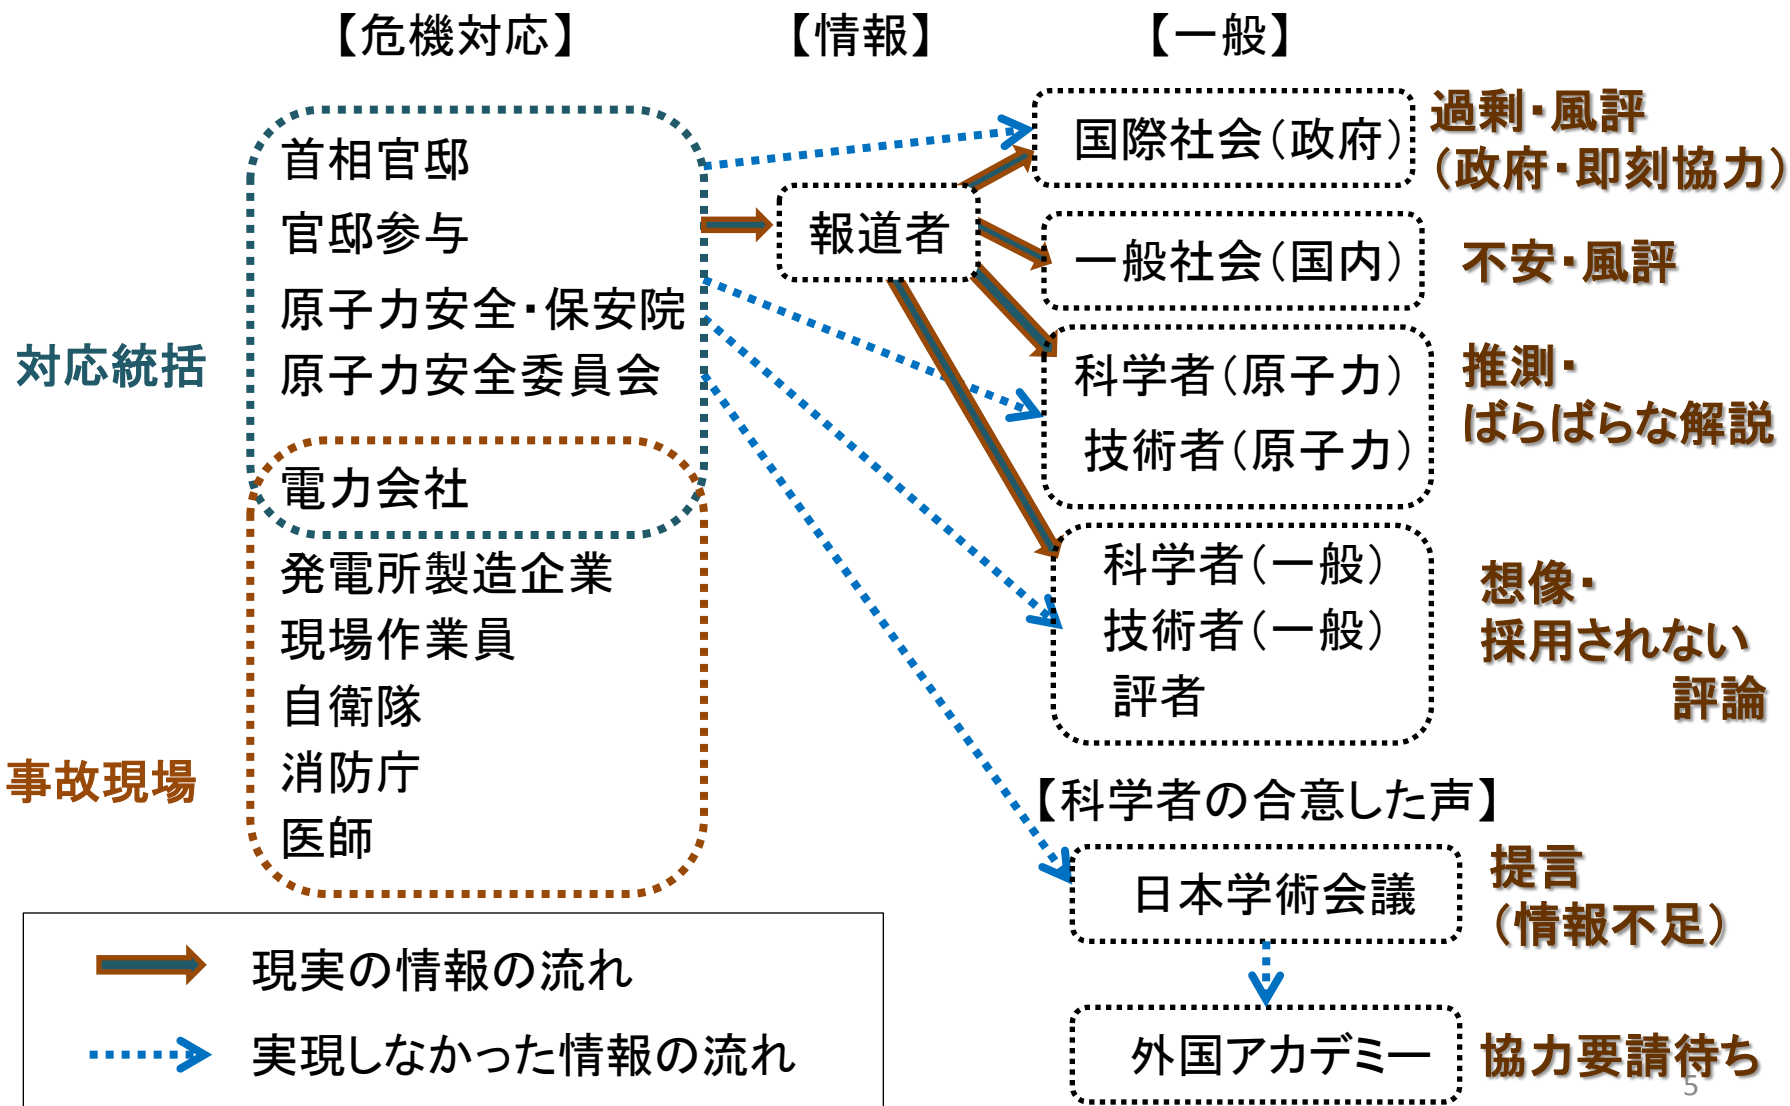 【危機対応】
【情報】
【一般】
対応統括
首相官邸
官邸参与
原子力安全・保安院
原子力安全委員会
電力会社
事故現場
発電所製造企業
現場作業員
自衛隊
消防庁
医師
報道者
国際社会（政府）
過剰・風評
（政府・即刻協力）
一般社会（国内）
不安・風評
科学者（原子力）
技術者（原子力）
推測・
ばらばらな解説
科学者（一般）
技術者（一般）
評者
想像・
採用されない
評論
【科学者の合意した声】
日本学術会議
提言
（情報不足）
外国アカデミー
協力要請待ち
現実の情報の流れ
実現しなかった情報の流れ
5